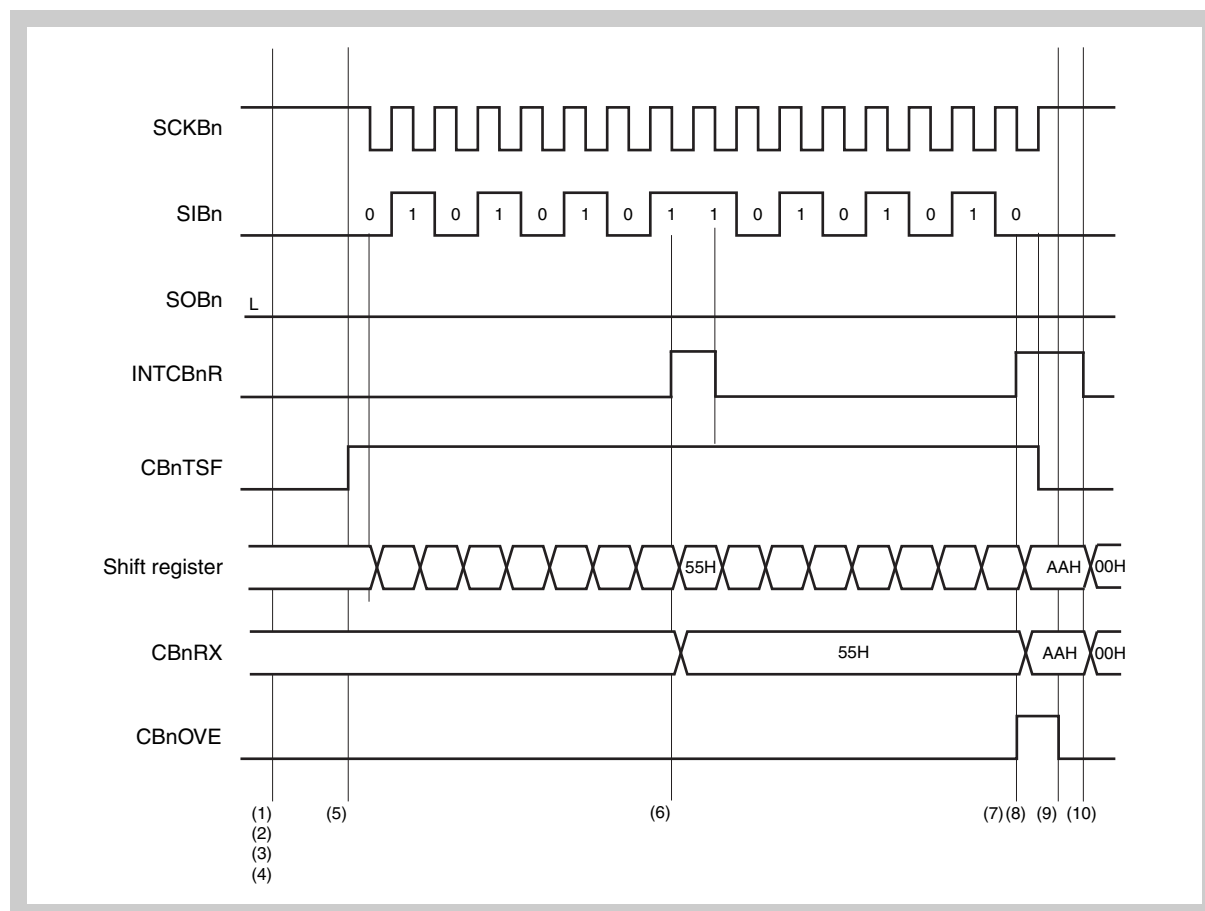 SCKBn
SIBn
0 1 0 1 0 1 0 1 1 0 1 0 1 0 1 0
SOBn L
INTCBnR
CBnTSF
Shift register 55H AAH 00H
CBnRX 55H AAH 00H
CBnOVE
(1) (5) (6) (7) (8) (9) (10)
(2)
(3)
(4)